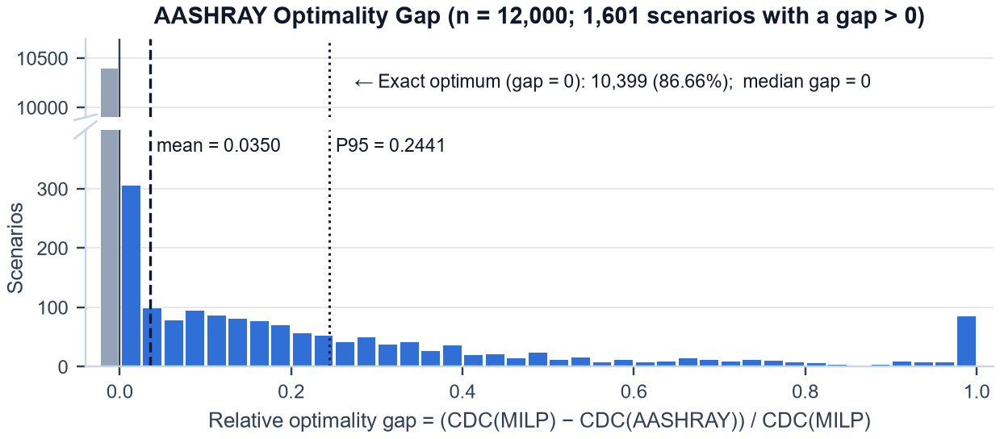 AASHRAY Optimality Gap (n = 12,000; 1,601 scenarios with a gap > 0)
10500
← Exact optimum (gap = 0): 10,399 (86.66%);  median gap = 0
10000
mean = 0.0350
P95 = 0.2441
300
200
100
0
Scenarios
0.0
0.2
0.4
0.6
0.8
1.0
Relative optimality gap = (CDC(MILP) − CDC(AASHRAY)) / CDC(MILP)